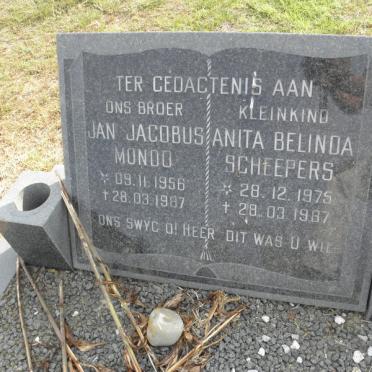 TER GEDAGTENIS AAN
ONS BROER
JAN JACOBUS
MONDO
* 09.11.1956
† 28.03.1987
KLEINKIND
ANITA BELINDA
SCHEEPERS
* 28.12.1975
† 28.03.1987
ONS SWYG O! HEER DIT WAS U WIL